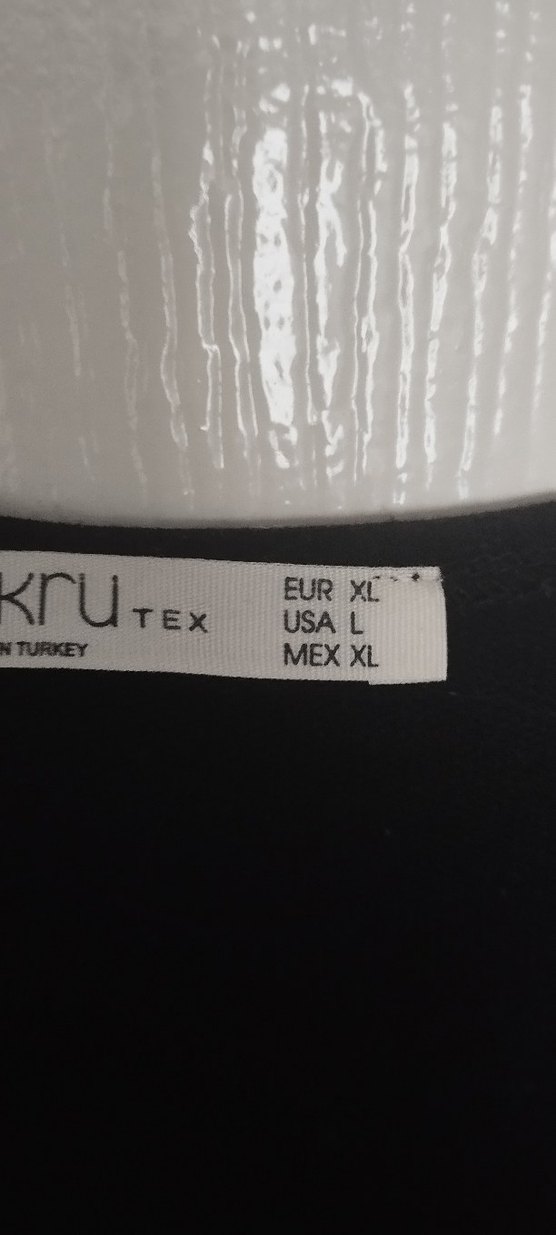 kru TEX
N TURKEY
EUR XL
USA L
MEX XL